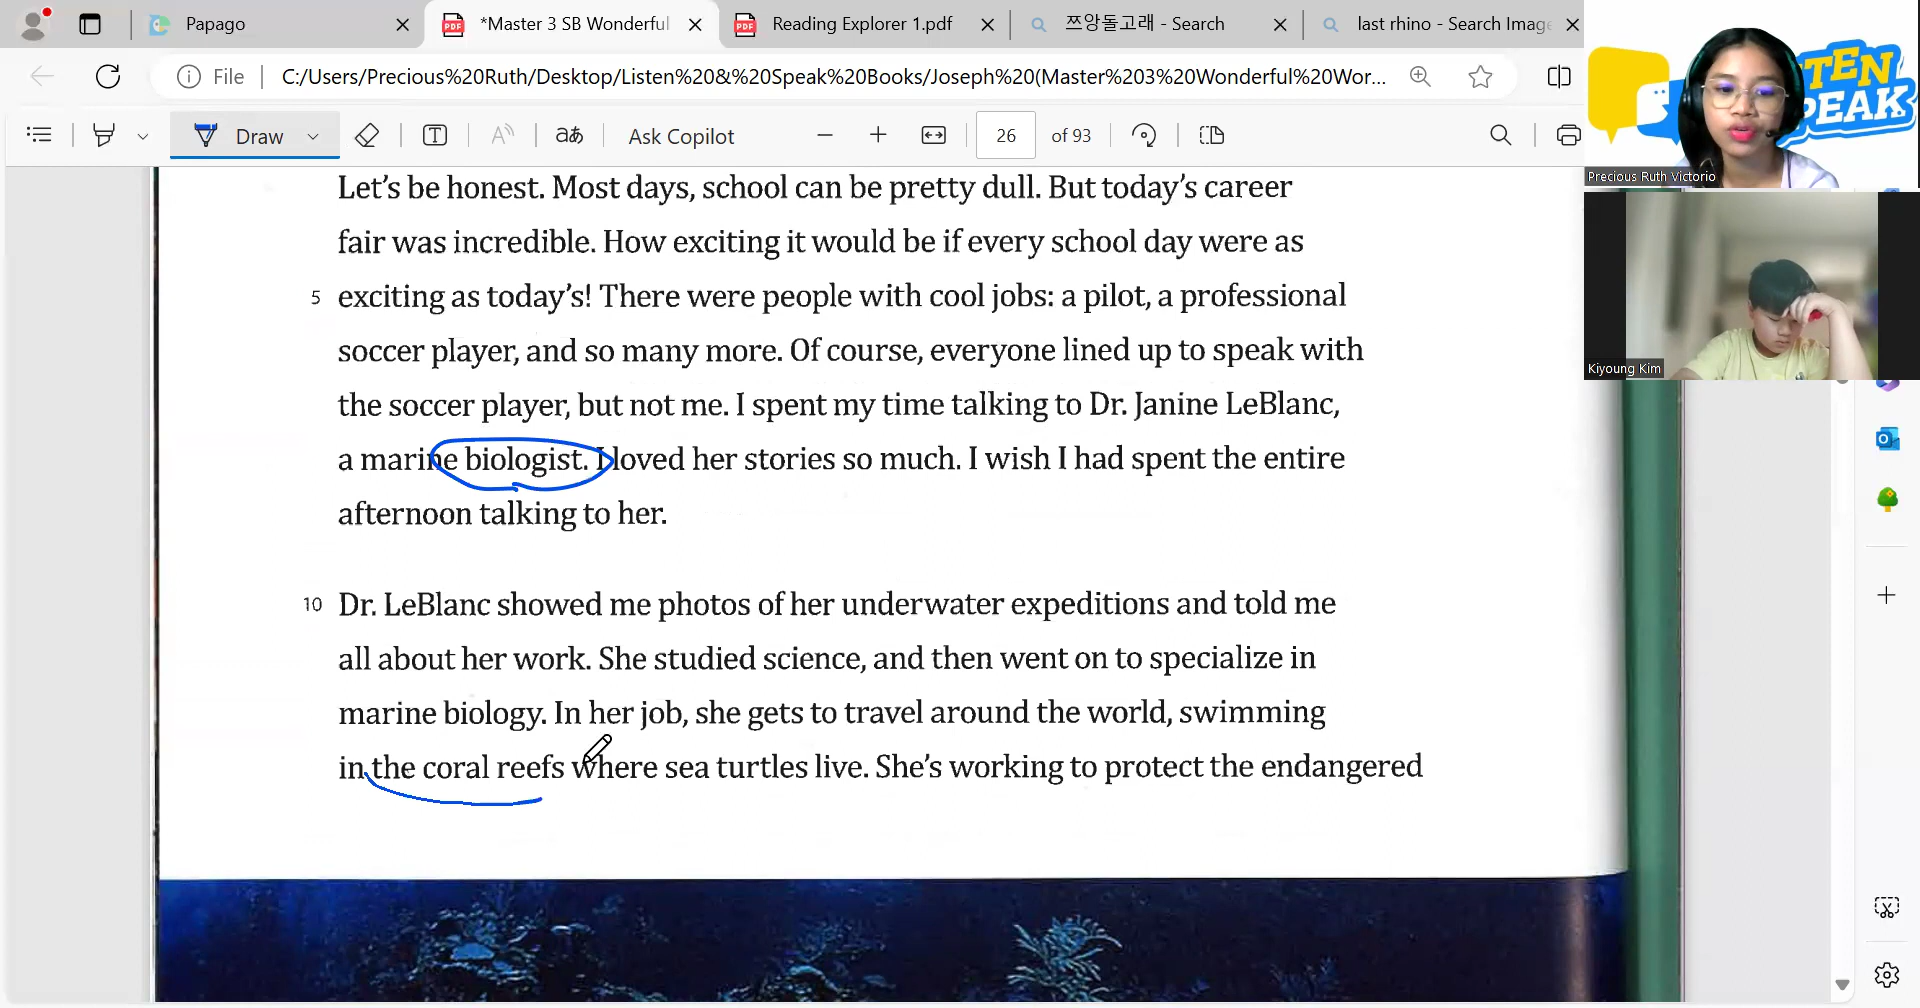 Papago
*Master 3 SB Wonderful
Reading Explorer 1.pdf
쯔앙돌고래 - Search
last rhino - Search Image
File
C:/Users/Precious%20Ruth/Desktop/Listen%20&%20Speak%20Books/Joseph%20(Master%203%20Wonderful%20Wor...
Draw
T
aあ
Ask Copilot
26
of 93
TEN
PEAK
Precious Ruth Victorio
Kiyoung Kim
Let's be honest. Most days, school can be pretty dull. But today's career
fair was incredible. How exciting it would be if every school day were as
5 exciting as today's! There were people with cool jobs: a pilot, a professional
soccer player, and so many more. Of course, everyone lined up to speak with
the soccer player, but not me. I spent my time talking to Dr. Janine LeBlanc,
a marine biologist. I loved her stories so much. I wish I had spent the entire
afternoon talking to her.
10 Dr. LeBlanc showed me photos of her underwater expeditions and told me
all about her work. She studied science, and then went on to specialize in
marine biology. In her job, she gets to travel around the world, swimming
in the coral reefs where sea turtles live. She's working to protect the endangered